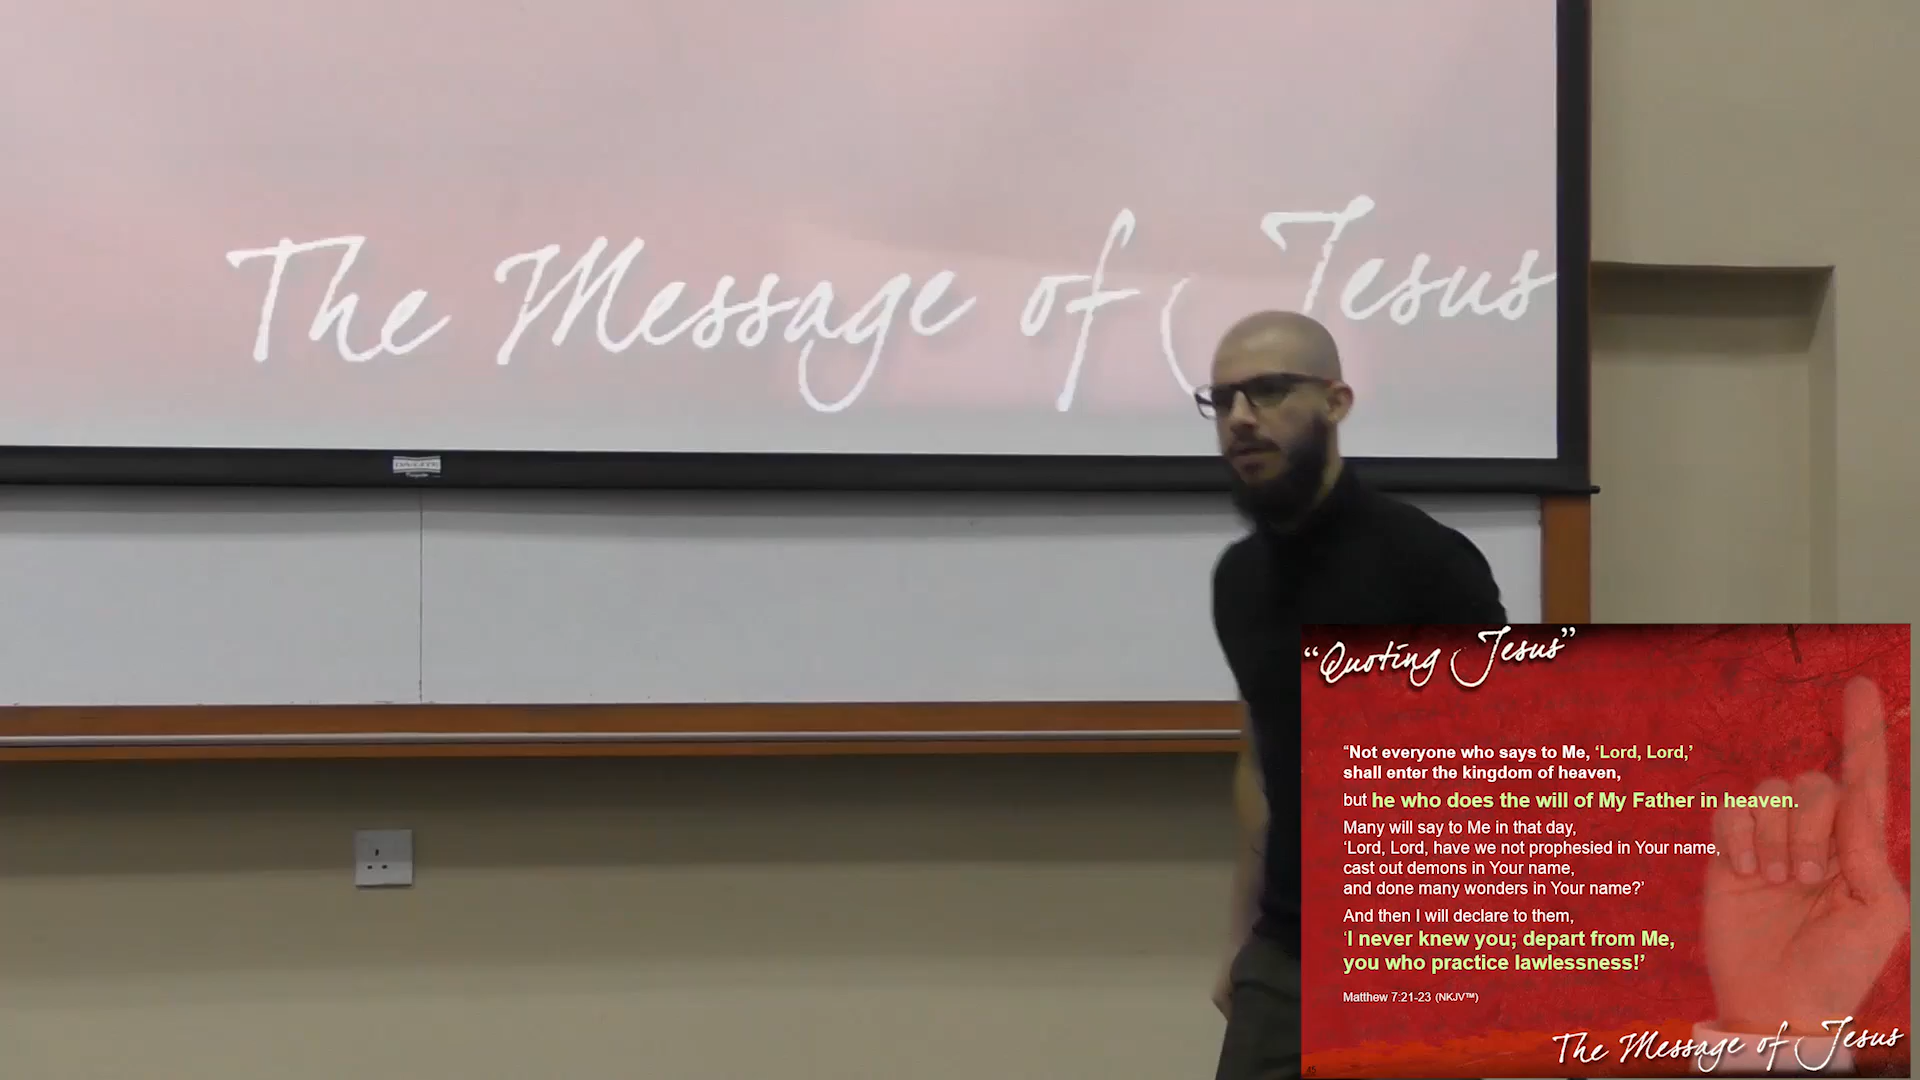 The Message of Jesus
DA-LITE
“Quoting Jesus”
“Not everyone who says to Me, ‘Lord, Lord,’
shall enter the kingdom of heaven,
but he who does the will of My Father in heaven.
Many will say to Me in that day,
‘Lord, Lord, have we not prophesied in Your name,
cast out demons in Your name,
and done many wonders in Your name?’
And then I will declare to them,
‘I never knew you; depart from Me,
you who practice lawlessness!’
Matthew 7:21-23 (NKJV™)
The Message of Jesus
45